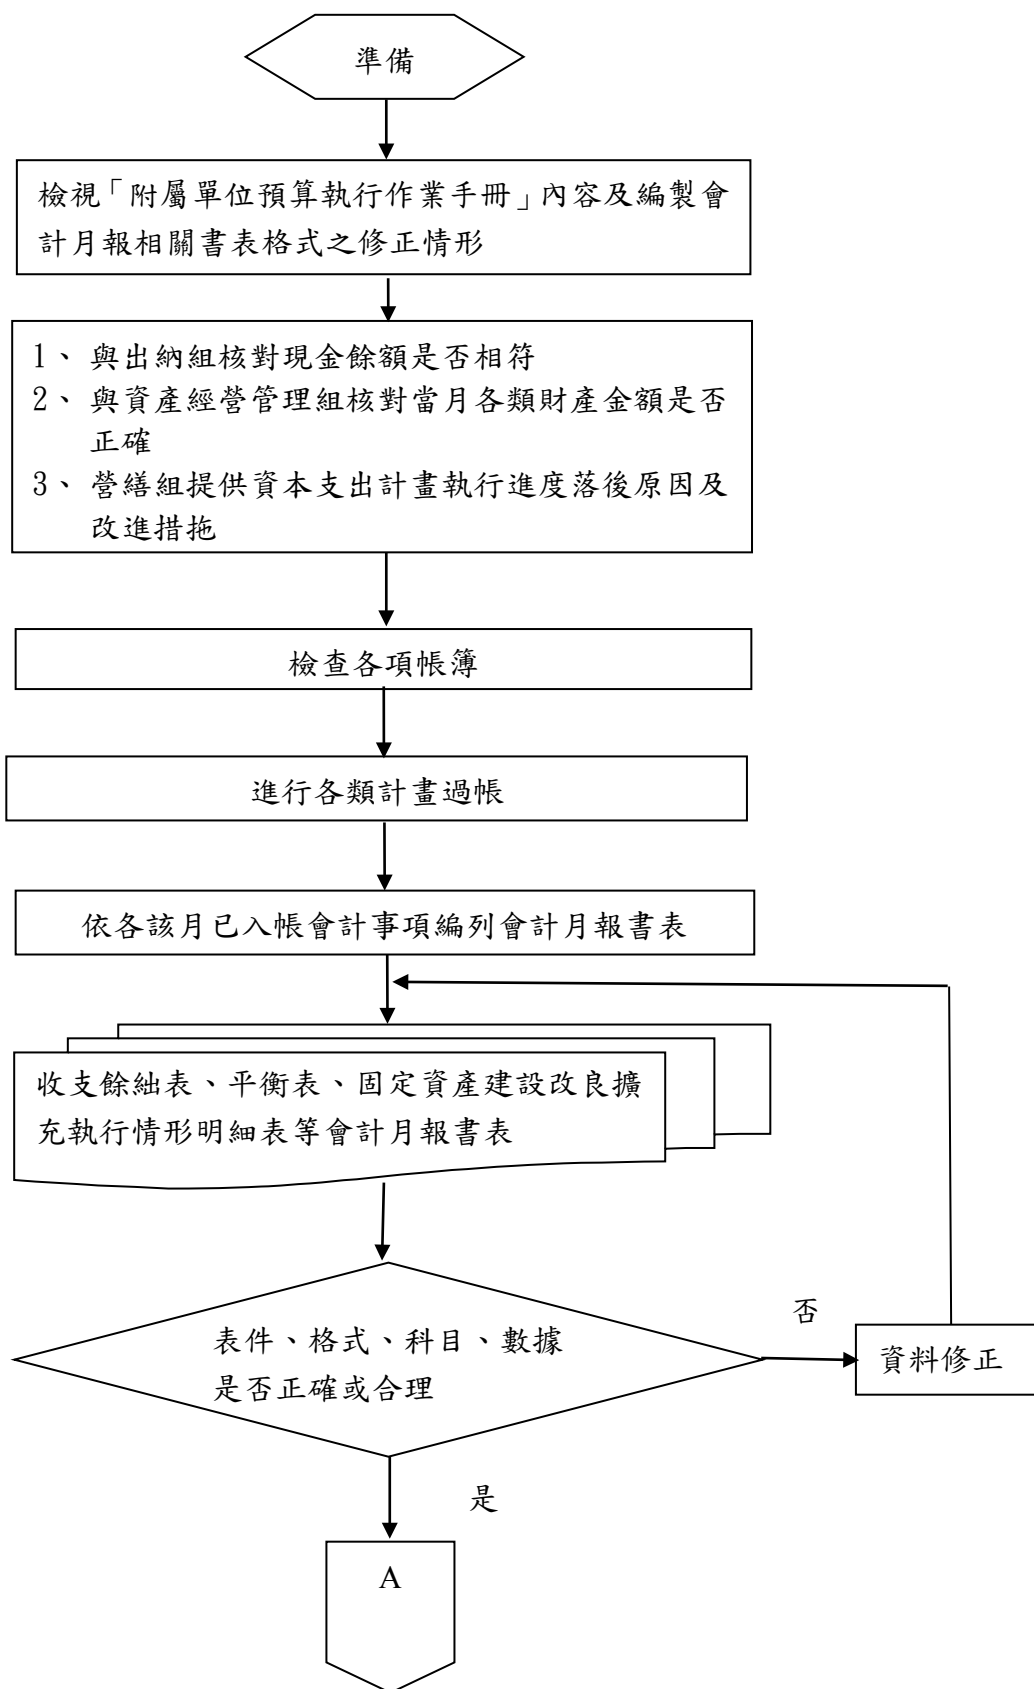 準備
檢視「附屬單位預算執行作業手冊」內容及編製會
計月報相關書表格式之修正情形
1、 與出納組核對現金餘額是否相符
2、 與資產經營管理組核對當月各類財產金額是否
正確
3、 營繕組提供資本支出計畫執行進度落後原因及
改進措拖
檢查各項帳簿
進行各類計畫過帳
依各該月已入帳會計事項編列會計月報書表
收支餘絀表、平衡表、固定資產建設改良擴
充執行情形明細表等會計月報書表
表件、格式、科目、數據
是否正確或合理
否
資料修正
是
A